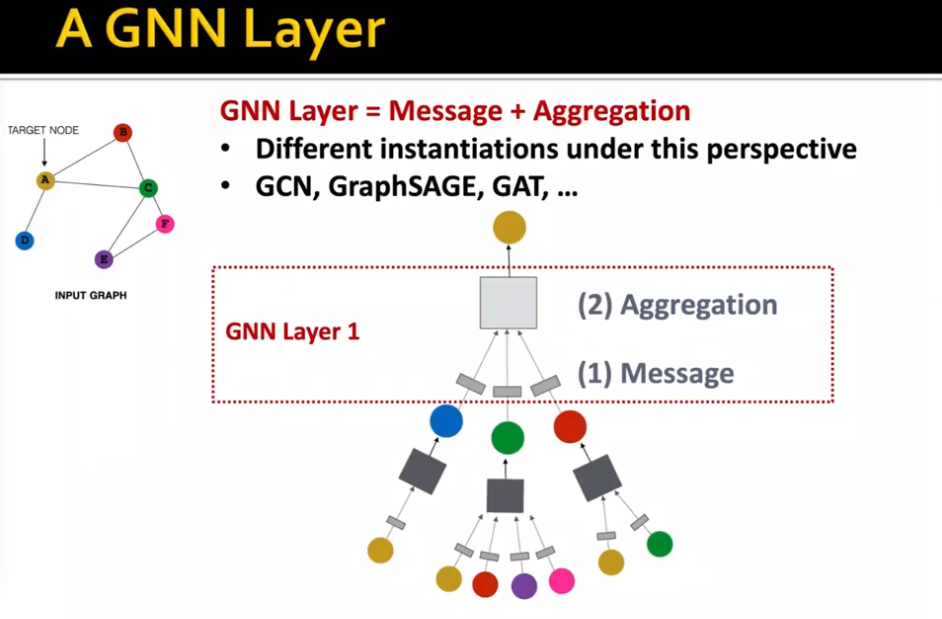 A GNN Layer
GNN Layer = Message + Aggregation
• Different instantiations under this perspective
• GCN, GraphSAGE, GAT, ...
TARGET NODE
B
A
C
F
D
E
INPUT GRAPH
(2) Aggregation
GNN Layer 1
(1) Message